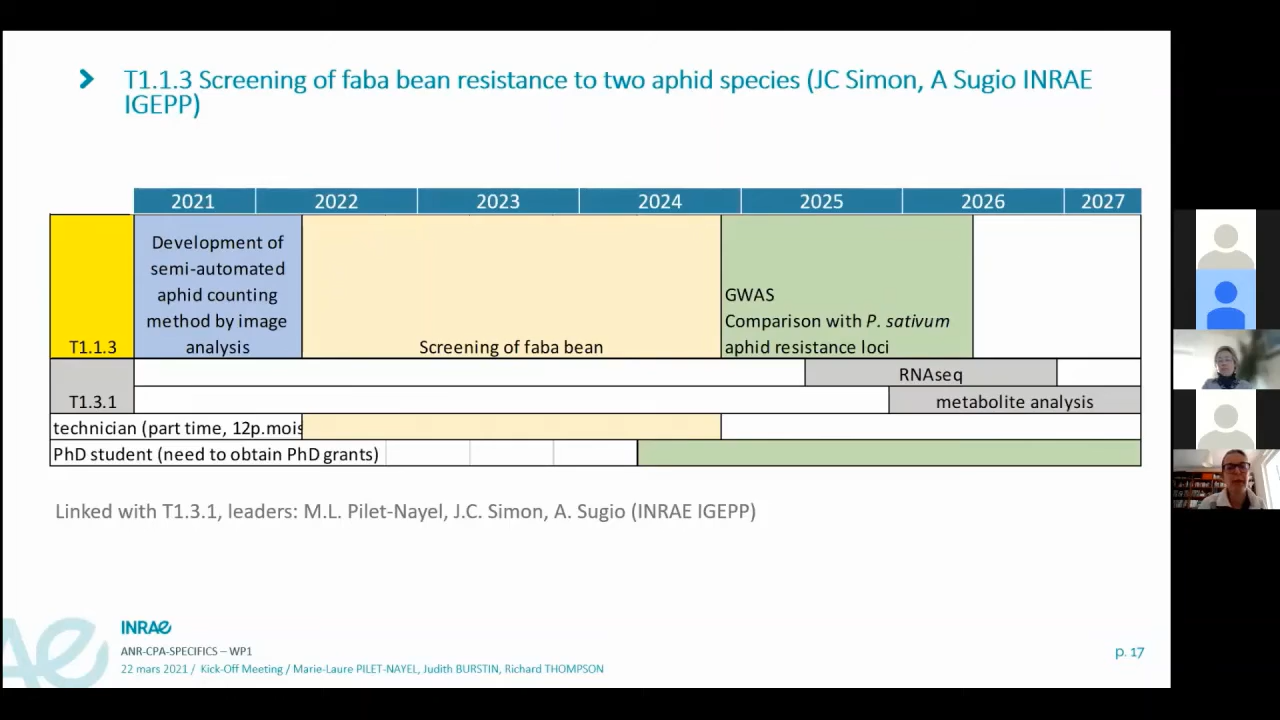 T1.1.3 Screening of faba bean resistance to two aphid species (JC Simon, A Sugio INRAE
IGEPP)
2021 2022 2023 2024 2025 2026 2027
Development of
semi-automated
aphid counting
method by image
analysis
T1.1.3
Screening of faba bean
GWAS
Comparison with P. sativum
aphid resistance loci
RNAseq
T1.3.1
metabolite analysis
technician (part time, 12p.mois
PhD student (need to obtain PhD grants)
Linked with T1.3.1, leaders: M.L. Pilet-Nayel, J.C. Simon, A. Sugio (INRAE IGEPP)
INRAE
ANR-CPA-SPECIFICS – WP1
22 mars 2021 / Kick-Off Meeting / Marie-Laure PILET-NAYEL, Judith BURSTIN, Richard THOMPSON
p. 17